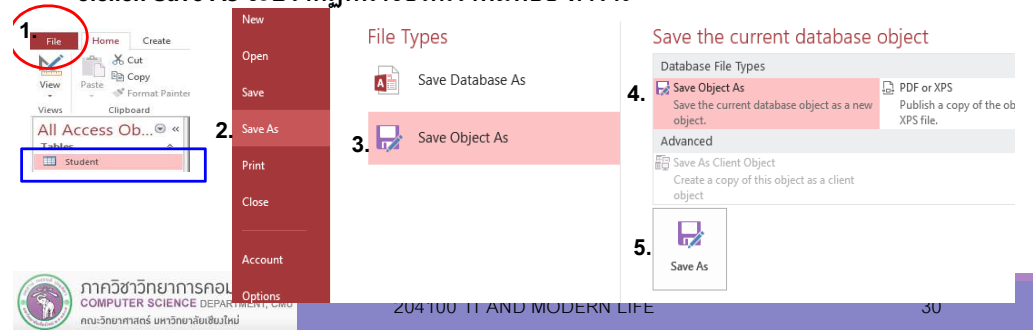 1.
File Home Create
View
Paste
Cut
Copy
Format Painter
Views Clipboard
All Access Ob... «
Tables
Student
2.
New
Open
Save
Save As
Print
Close
Account
Options
File Types
Save Database As
3.
Save Object As
Save the current database object
Database File Types
4.
Save Object As
Save the current database object as a new
object.
PDF or XPS
Publish a copy of the ob
XPS file.
Advanced
Save As Client Object
Create a copy of this object as a client
object
5.
Save As
ภาควิชาวิทยาการคอม
COMPUTER SCIENCE DEPARTMENT, CMU
คณะวิทยาศาสตร์ มหาวิทยาลัยเชียงใหม่
204100 IT AND MODERN LIFE
30